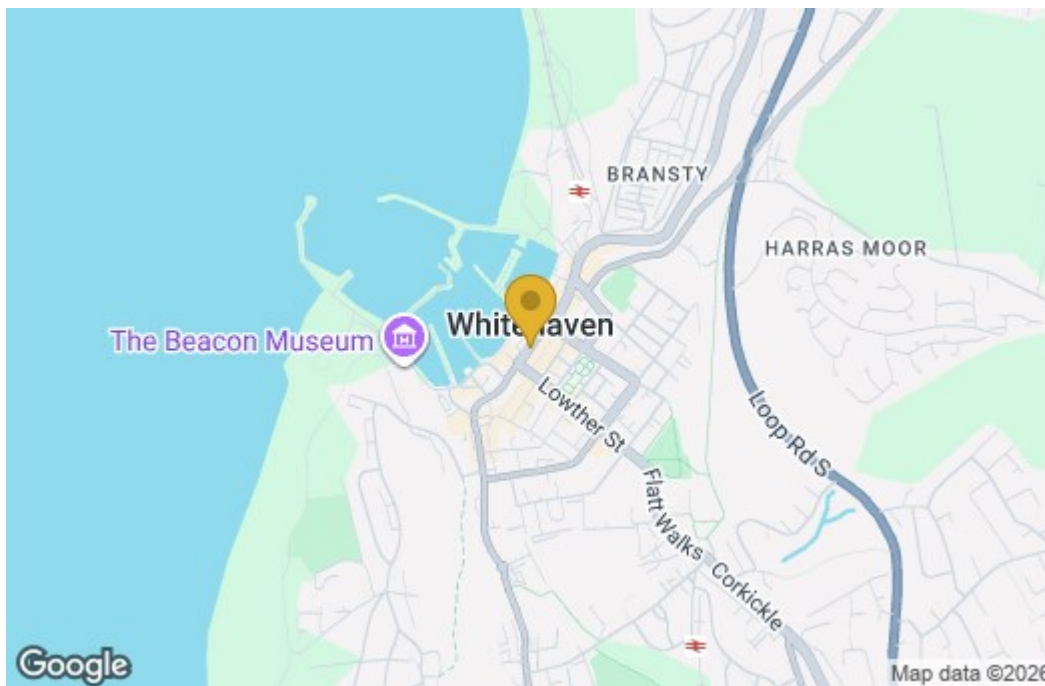 BRANSTY
HARRAS MOOR
Whitehaven
The Beacon Museum
Lowther St
Loop Rd S
Flatt Walks
Corkickle
Google
Map data ©2026